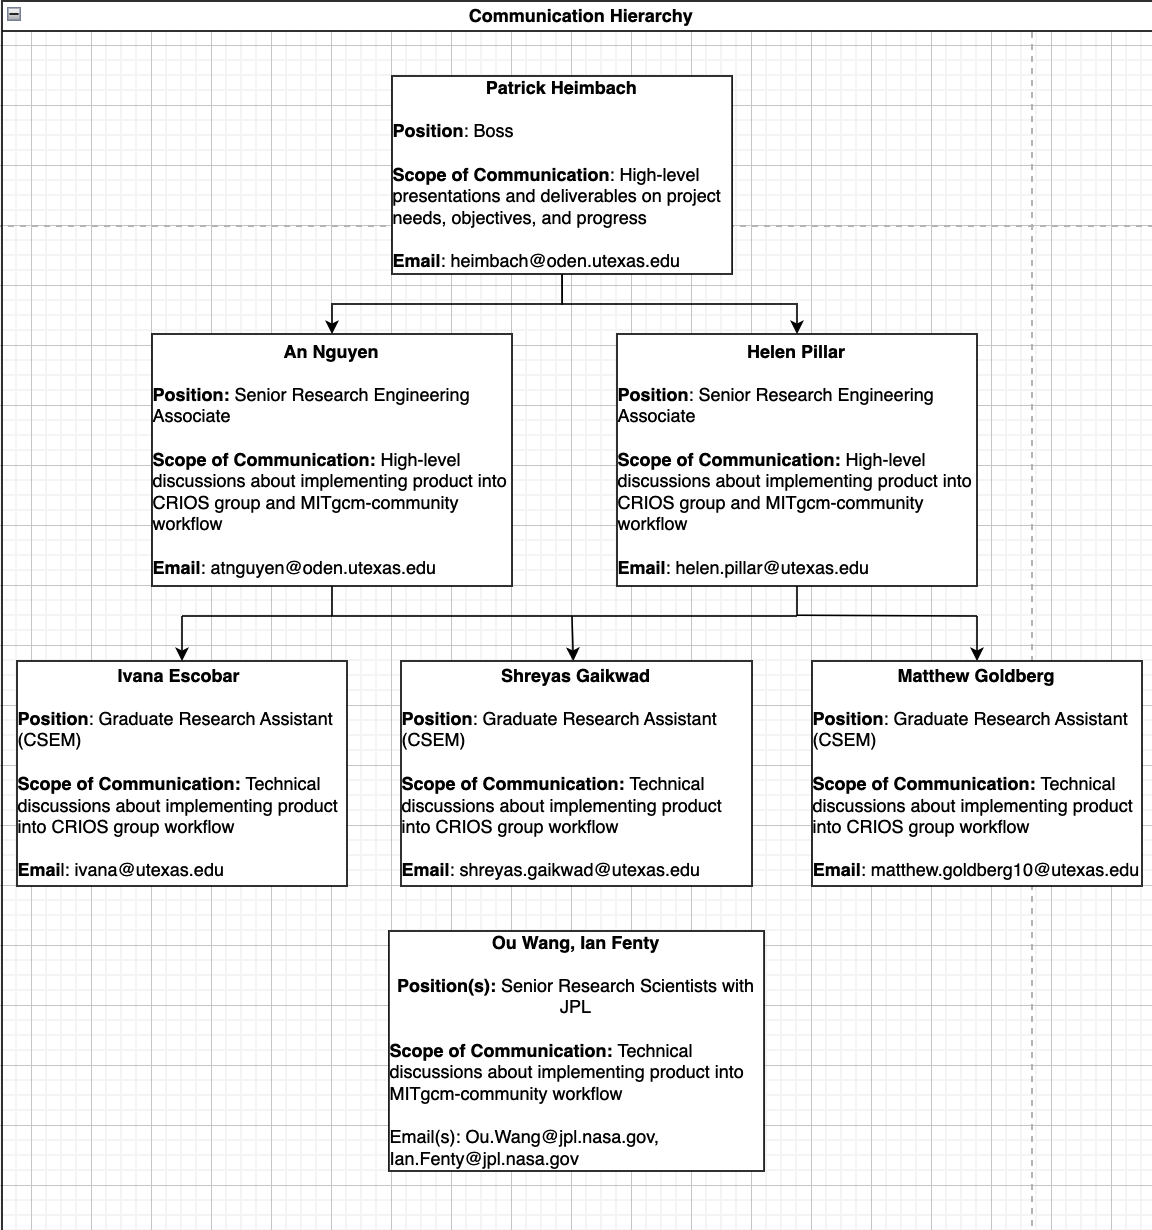 Communication Hierarchy
Patrick Heimbach
Position: Boss
Scope of Communication: High-level
presentations and deliverables on project
needs, objectives, and progress
Email: heimbach@oden.utexas.edu
An Nguyen
Position: Senior Research Engineering
Associate
Scope of Communication: High-level
discussions about implementing product into
CRIOS group and MITgcm-community
workflow
Email: atnguyen@oden.utexas.edu
Helen Pillar
Position: Senior Research Engineering
Associate
Scope of Communication: High-level
discussions about implementing product into
CRIOS group and MITgcm-community
workflow
Email: helen.pillar@utexas.edu
Ivana Escobar
Position: Graduate Research Assistant
(CSEM)
Scope of Communication: Technical
discussions about implementing product
into CRIOS group workflow
Email: ivana@utexas.edu
Shreyas Gaikwad
Position: Graduate Research Assistant
(CSEM)
Scope of Communication: Technical
discussions about implementing product
into CRIOS group workflow
Email: shreyas.gaikwad@utexas.edu
Matthew Goldberg
Position: Graduate Research Assistant
(CSEM)
Scope of Communication: Technical
discussions about implementing product
into CRIOS group workflow
Email: matthew.goldberg10@utexas.edu
Ou Wang, Ian Fenty
Position(s): Senior Research Scientists with
JPL
Scope of Communication: Technical
discussions about implementing product into
MITgcm-community workflow
Email(s): Ou.Wang@jpl.nasa.gov,
Ian.Fenty@jpl.nasa.gov